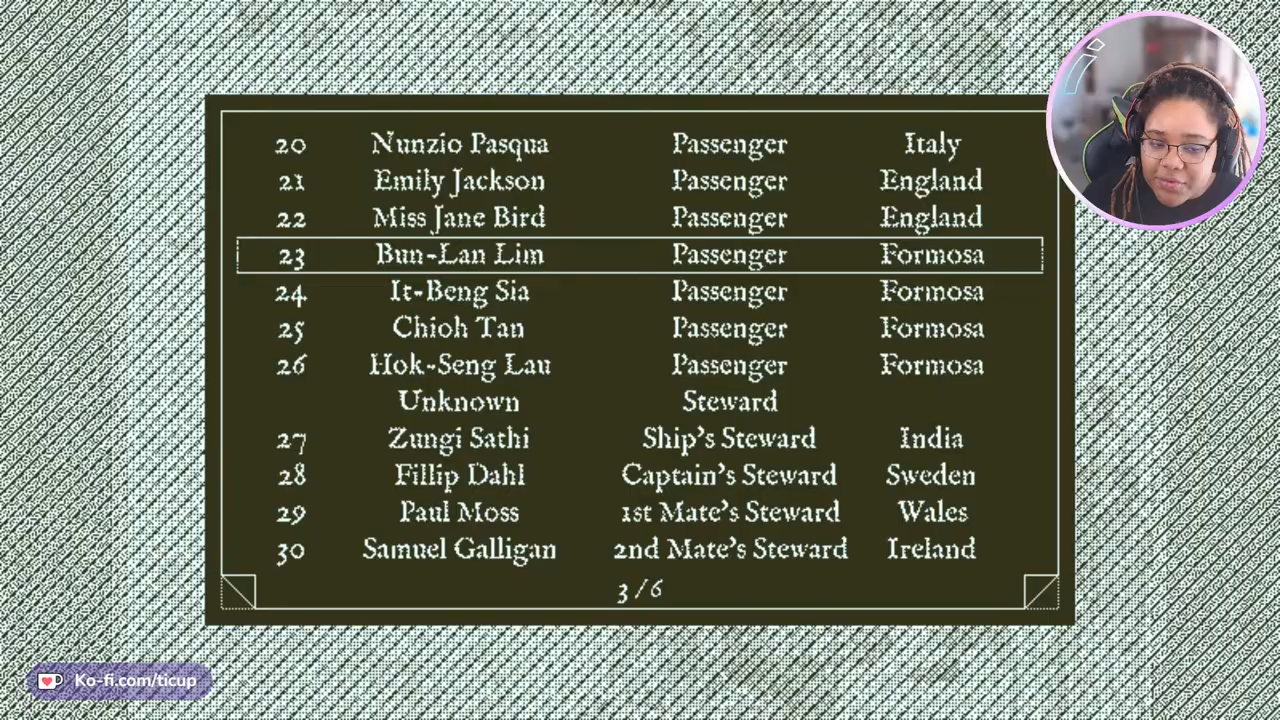 20 Nunzio Pasqua Passenger Italy
21 Emily Jackson Passenger England
22 Miss Jane Bird Passenger England
23 Bun-Lan Lim Passenger Formosa
24 It-Beng Sia Passenger Formosa
25 Chioh Tan Passenger Formosa
26 Hok-Seng Lau Passenger Formosa
Unknown Steward
27 Zungi Sathi Ship's Steward India
28 Fillip Dahl Captain's Steward Sweden
29 Paul Moss 1st Mate's Steward Wales
30 Samuel Galligan 2nd Mate's Steward Ireland
3/6
Ko-fi.com/ticup